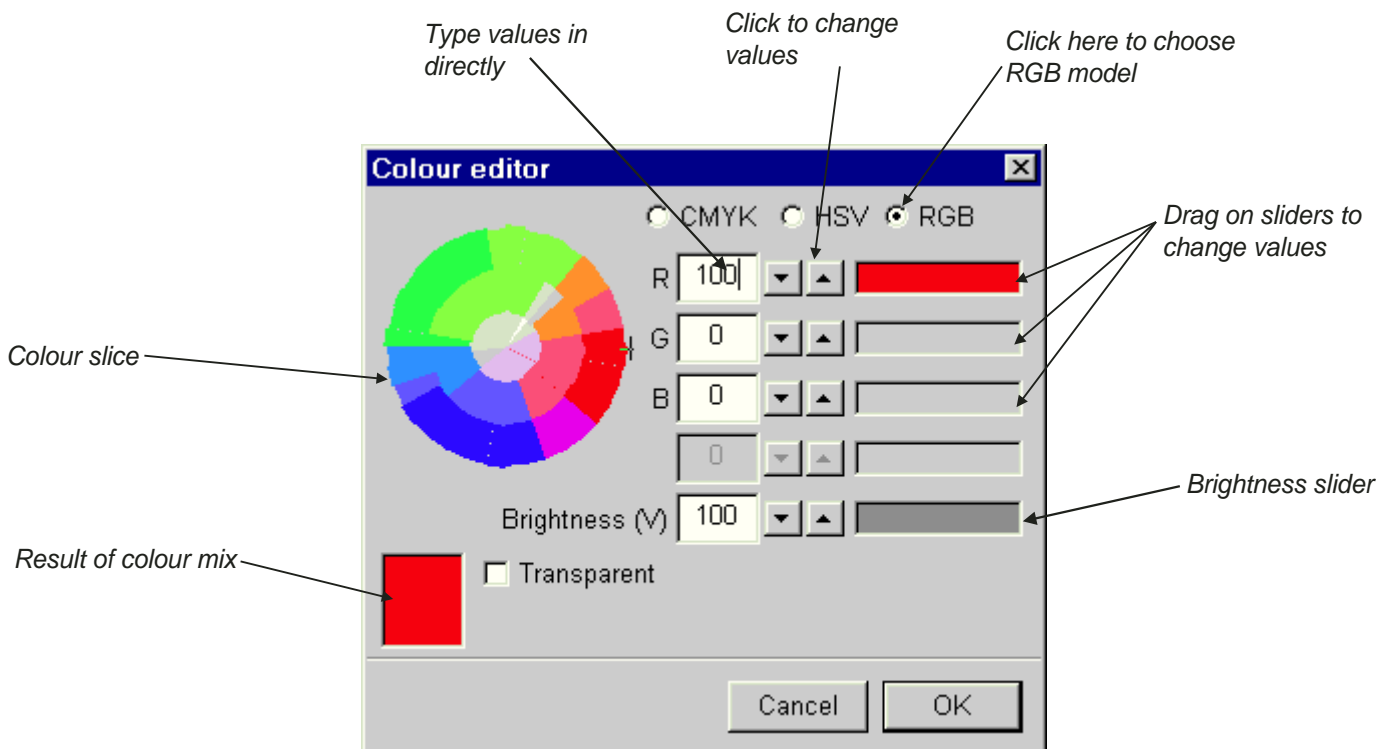 Type values in
directly
Click to change
values
Click here to choose
RGB model
Colour editor
CMYK HSV RGB
R 100
Drag on sliders to
change values
G 0
Colour slice
B 0
0
Brightness slider
Brightness (V) 100
Result of colour mix
Transparent
Cancel OK